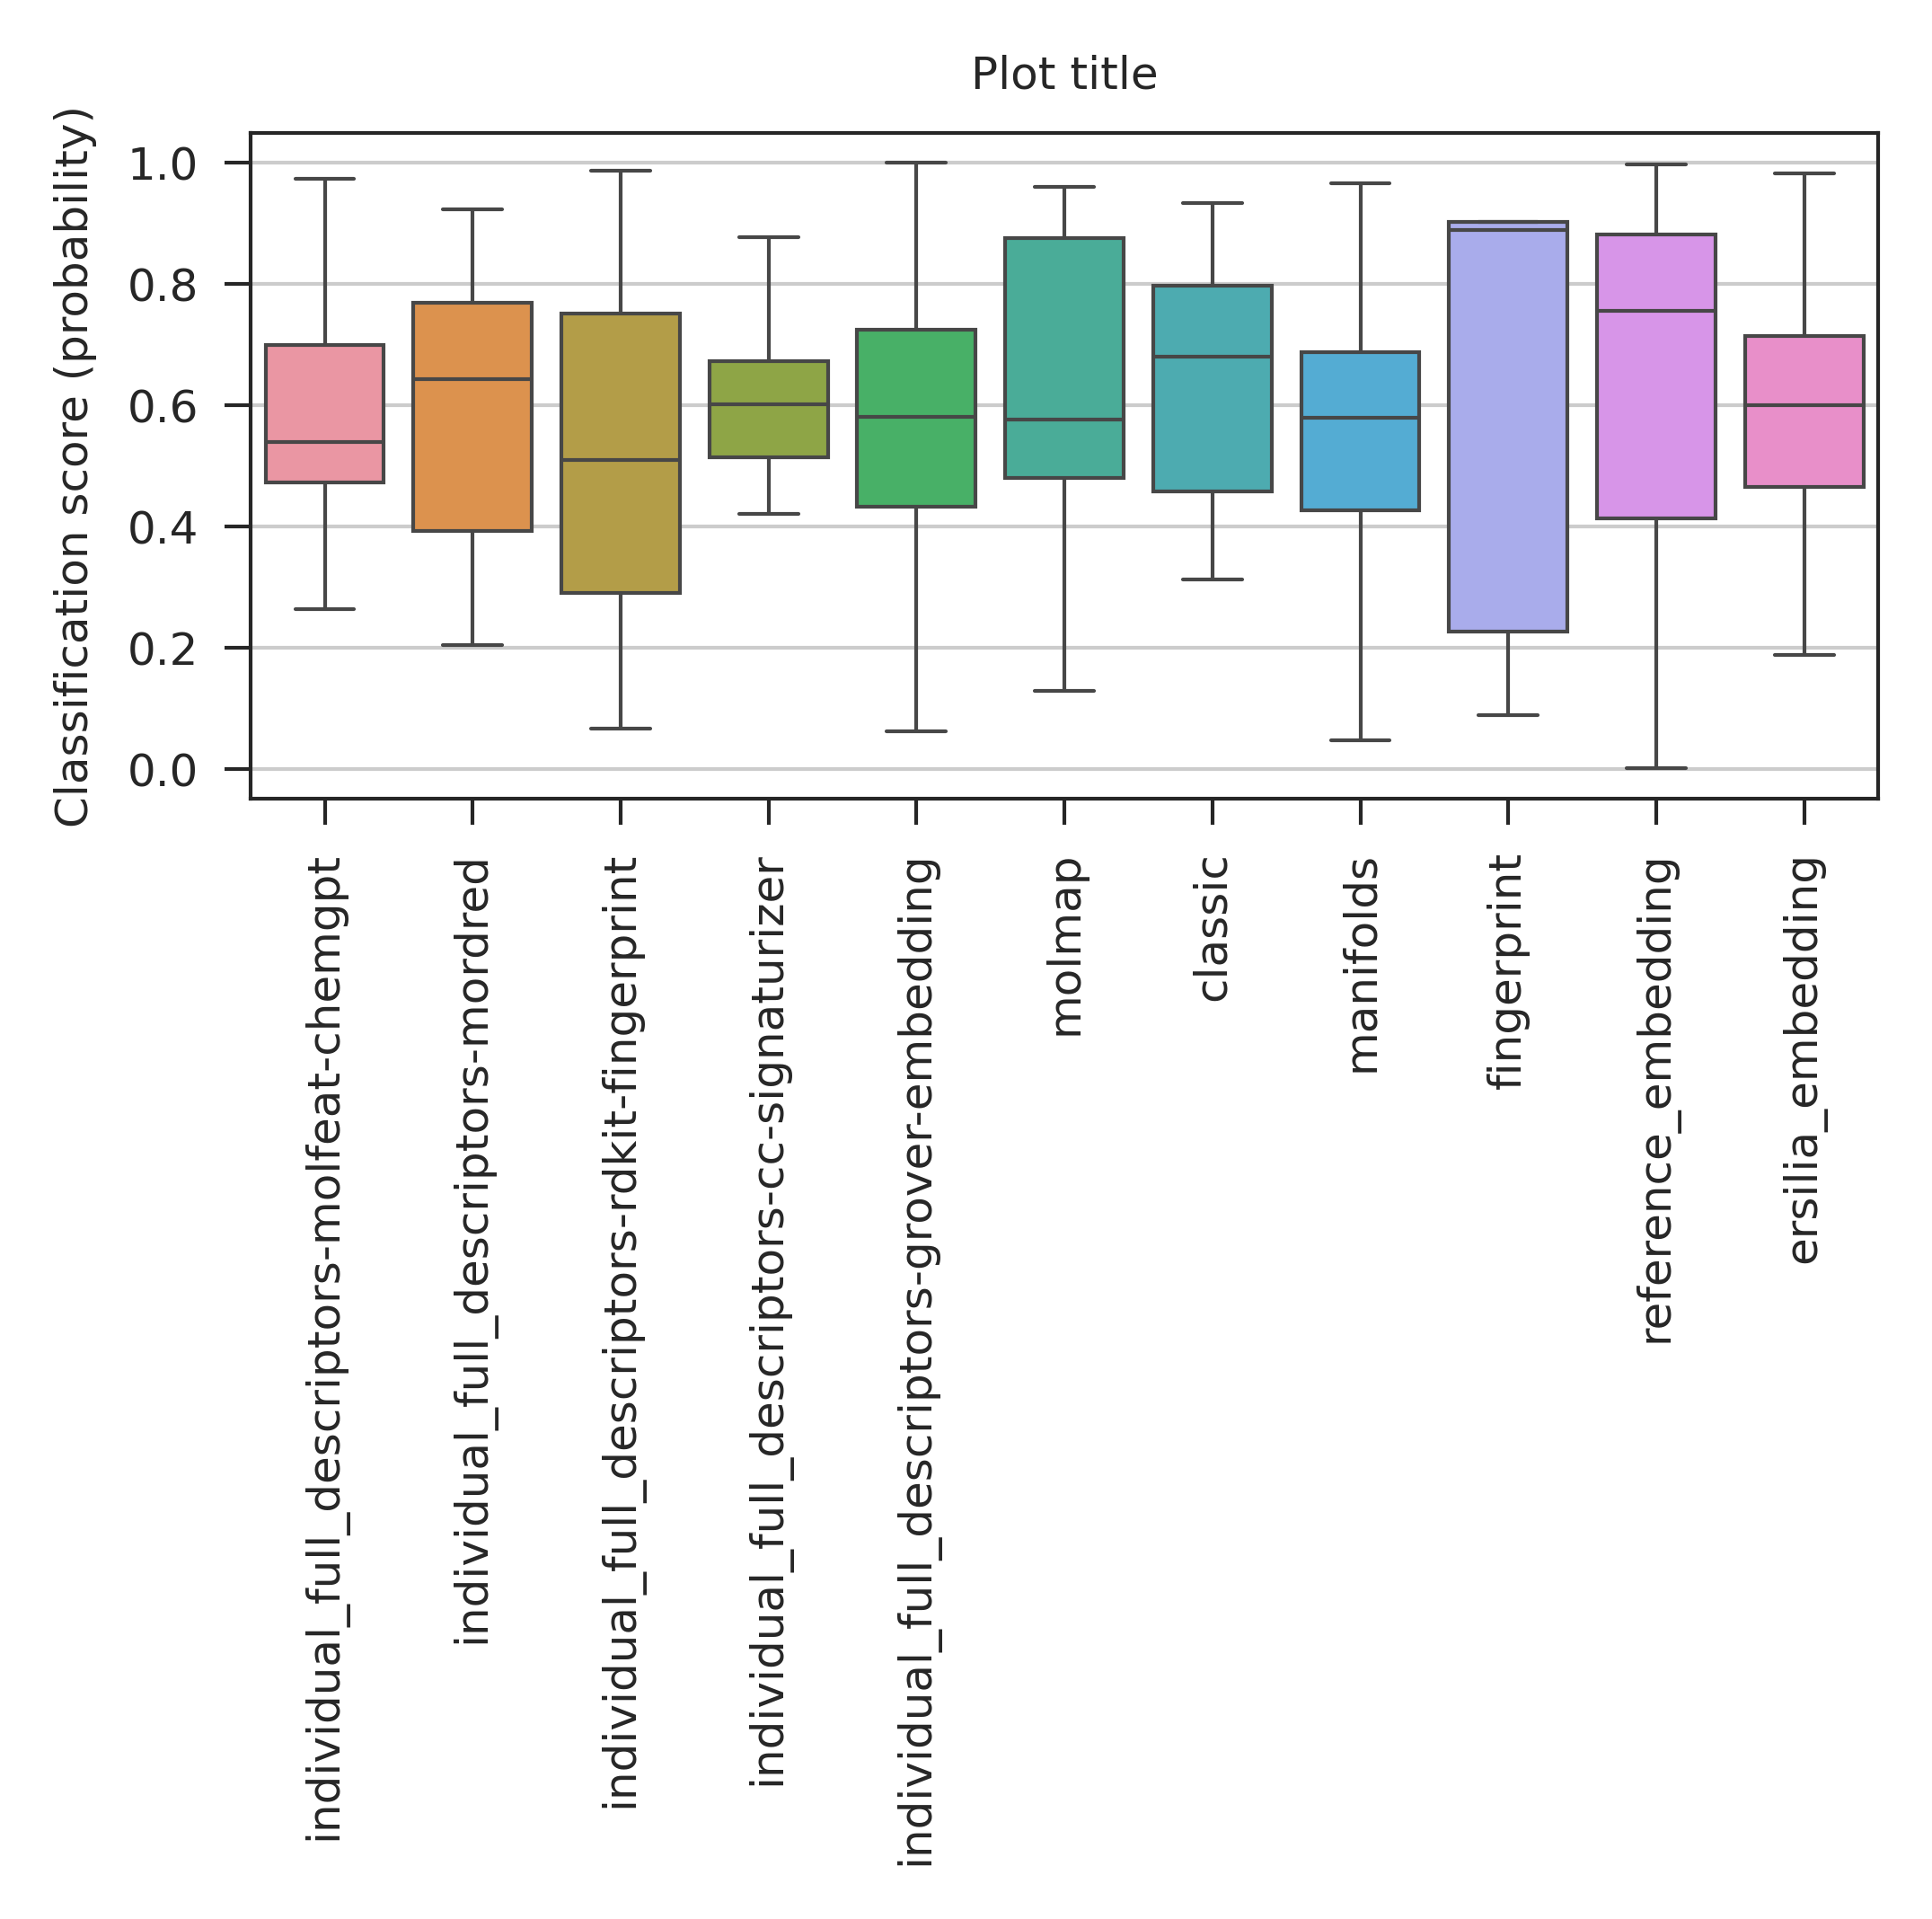 Plot title
Classification score (probability)
1.0
0.8
0.6
0.4
0.2
0.0
individual_full_descriptors-molfeat-chemgpt
individual_full_descriptors-mordred
individual_full_descriptors-rdkit-fingerprint
individual_full_descriptors-cc-signaturizer
individual_full_descriptors-grover-embedding
molmap
classic
manifolds
fingerprint
reference_embedding
ersilia_embedding